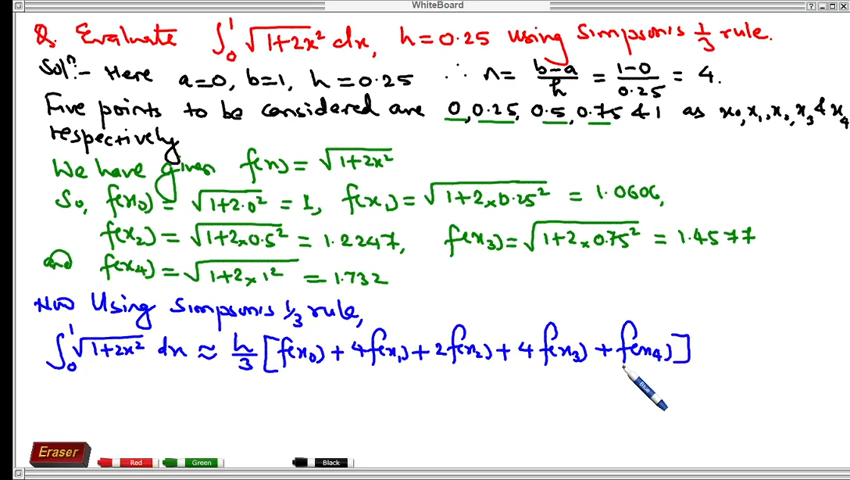 WhiteBoard
Q. Evaluate ∫₀¹ √(1+2x²) dx, h=0.25 using Simpson's 1/3 rule.
Solⁿ:- Here a=0, b=1, h=0.25 ∴ n = (b-a)/h = (1-0)/0.25 = 4.
Five points to be considered are 0, 0.25, 0.5, 0.75 & 1 as x₀, x₁, x₂, x₃ & x₄
respectively
We have given f(x) = √(1+2x²)
So, f(x₀) = √(1+2.0²) = 1, f(x₁) = √(1+2×0.25²) = 1.0606,
f(x₂) = √(1+2×0.5²) = 1.2247, f(x₃) = √(1+2×0.75²) = 1.4577
and f(x₄) = √(1+2×1²) = 1.732
Now Using Simpson's 1/3 rule,
∫₀¹ √(1+2x²) dx ≈ h/3 [f(x₀) + 4f(x₁) + 2f(x₂) + 4f(x₃) + f(x₄)]
Blue
Eraser
Red Green Black